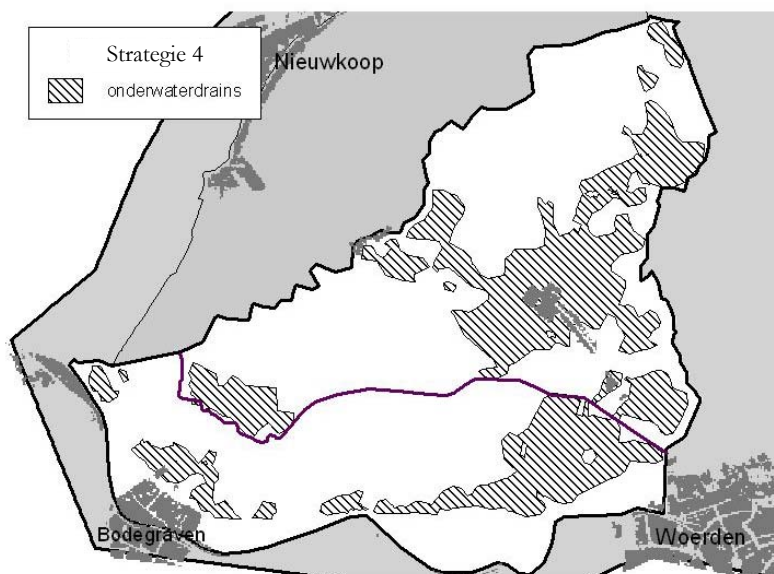 Strategie 4
onderwaterdrains
Nieuwkoop
Bodegraven
Woerden